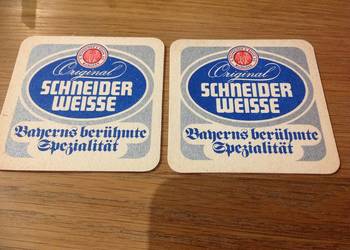 Original
SCHNEIDER
WEISSE
Bayerns berühmte
Spezialität
Original
SCHNEIDER
WEISSE
Bayerns berühmte
Spezialität